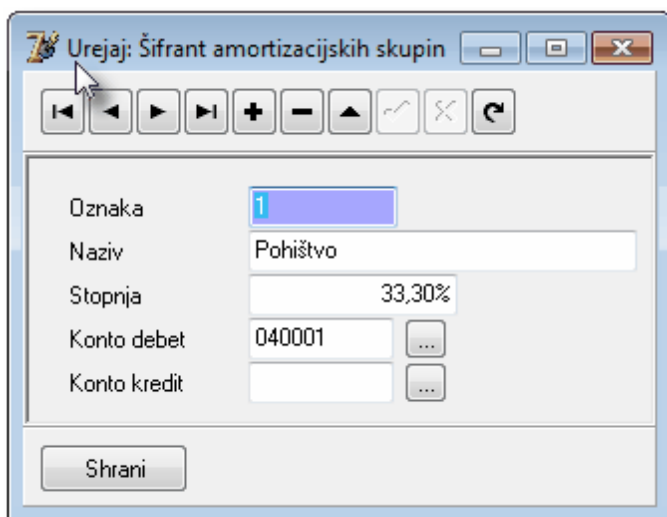 Urejaj: Šifrant amortizacijskih skupin
Oznaka 1
Naziv Pohištvo
Stopnja 33,30%
Konto debet 040001 ...
Konto kredit ...
Shrani